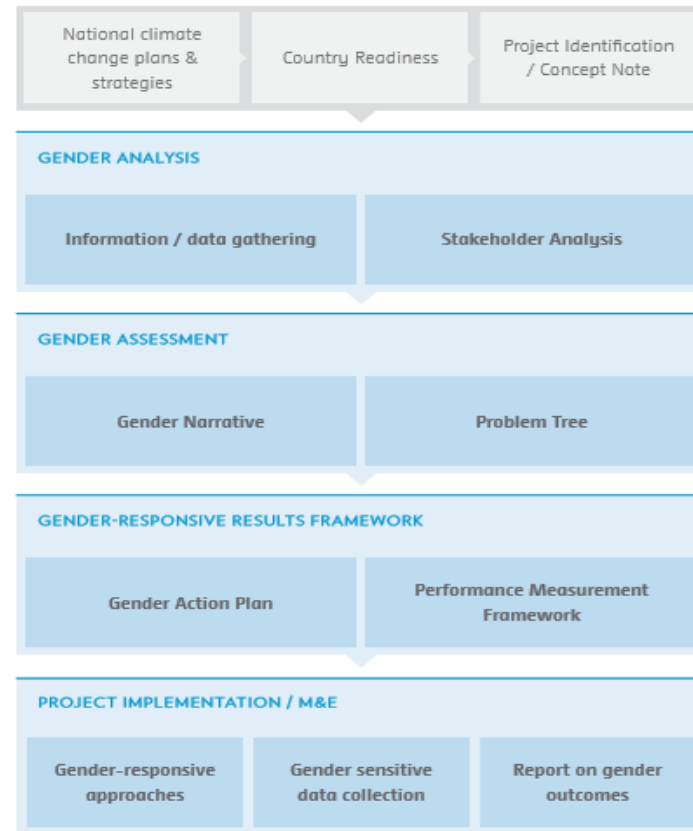 National climate
change plans &
strategies
Country Readiness
Project Identification
/ Concept Note
GENDER ANALYSIS
Information / data gathering
Stakeholder Analysis
GENDER ASSESSMENT
Gender Narrative
Problem Tree
GENDER-RESPONSIVE RESULTS FRAMEWORK
Gender Action Plan
Performance Measurement
Framework
PROJECT IMPLEMENTATION / M&E
Gender-responsive
approaches
Gender sensitive
data collection
Report on gender
outcomes